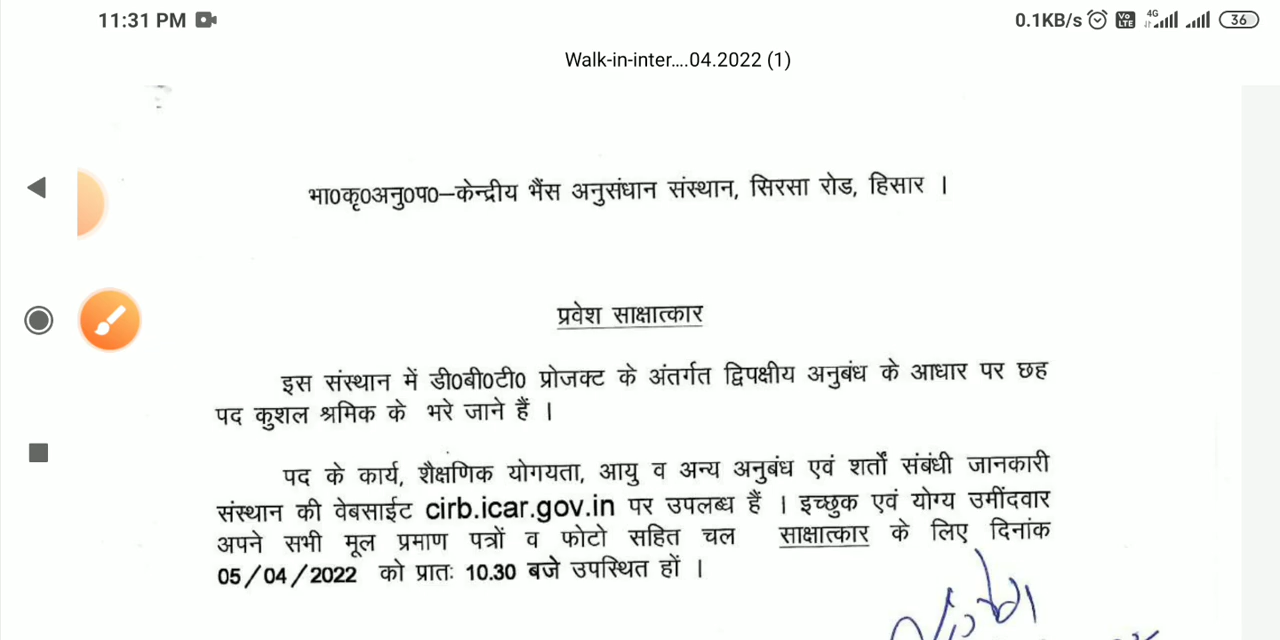 11:31 PM
0.1KB/s Vo LTE 4G 36
Walk-in-inter....04.2022 (1)
भा0कृ0अनु0प0–केन्द्रीय भैंस अनुसंधान संस्थान, सिरसा रोड, हिसार ।
प्रवेश साक्षात्कार
इस संस्थान में डी0बी0टी0 प्रोजक्ट के अंतर्गत द्विपक्षीय अनुबंध के आधार पर छह
पद कुशल श्रमिक के भरे जाने हैं ।
पद के कार्य, शैक्षणिक योगयता, आयु व अन्य अनुबंध एवं शर्तो संबंधी जानकारी
संस्थान की वेबसाईट cirb.icar.gov.in पर उपलब्ध हैं । इच्छुक एवं योग्य उमींदवार
अपने सभी मूल प्रमाण पत्रों व फोटो सहित चल साक्षात्कार के लिए दिनांक
05/04/2022 को प्रातः 10.30 बजे उपस्थित हों ।